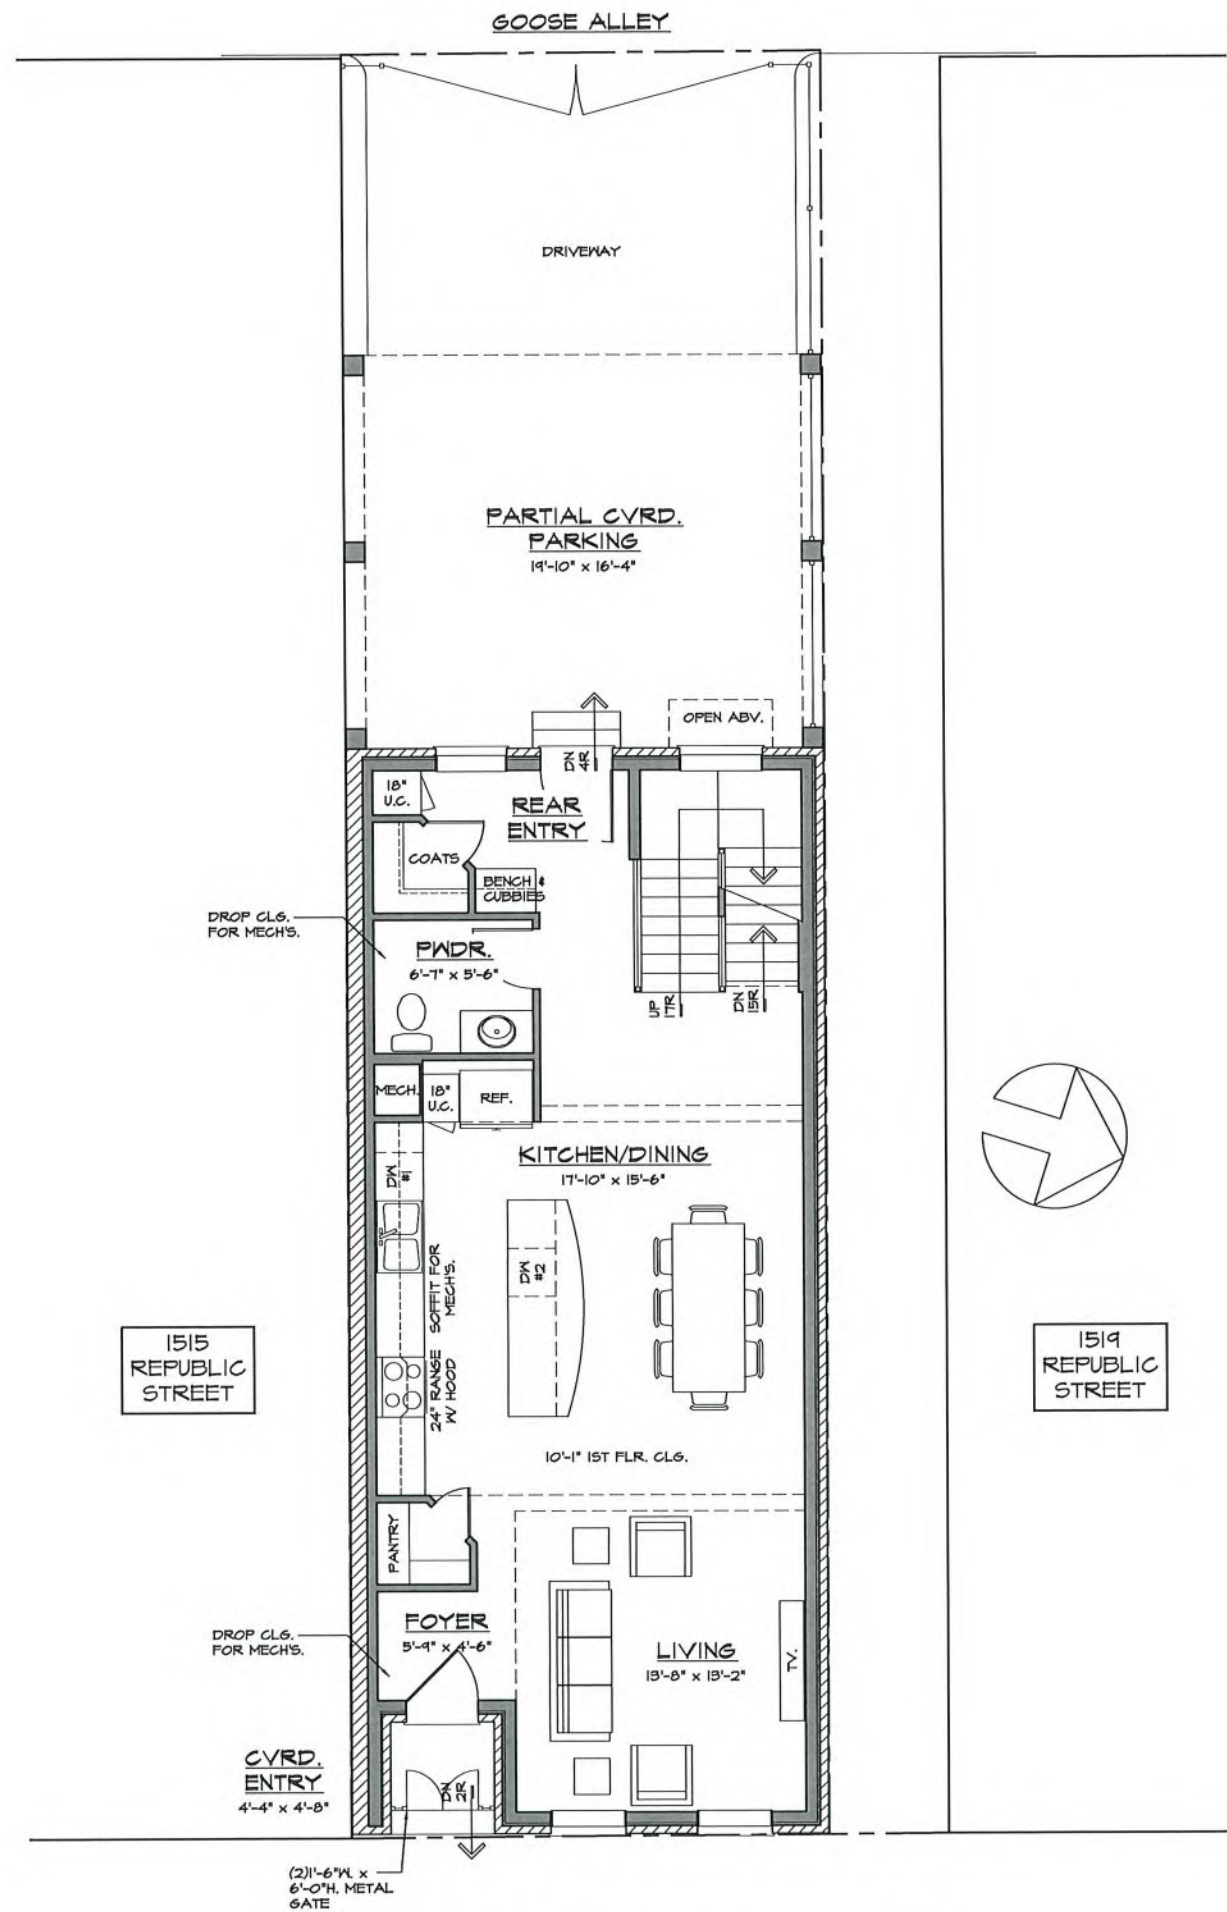 GOOSE ALLEY
DRIVEWAY
PARTIAL CVRD.
PARKING
19'-10" x 16'-4"
OPEN ABV.
DN
4R
18"
U.C.
REAR
ENTRY
COATS
BENCH &
CUBBIES
DROP CLG.
FOR MECH'S.
PWDR.
6'-7" x 5'-6"
UP
17R
DN
15R
MECH.
18"
U.C.
REF.
KITCHEN/DINING
17'-10" x 15'-6"
DW
#1
DW
#2
SOFFIT FOR
MECH'S.
24" RANGE
W/ HOOD
1515
REPUBLIC
STREET
1519
REPUBLIC
STREET
10'-1" 1ST FLR. CLG.
PANTRY
FOYER
5'-9" x 4'-6"
DROP CLG.
FOR MECH'S.
LIVING
13'-8" x 13'-2"
TV.
CVRD.
ENTRY
4'-4" x 4'-8"
DN
2R
(2)1'-6"W. x
6'-0"H. METAL
GATE